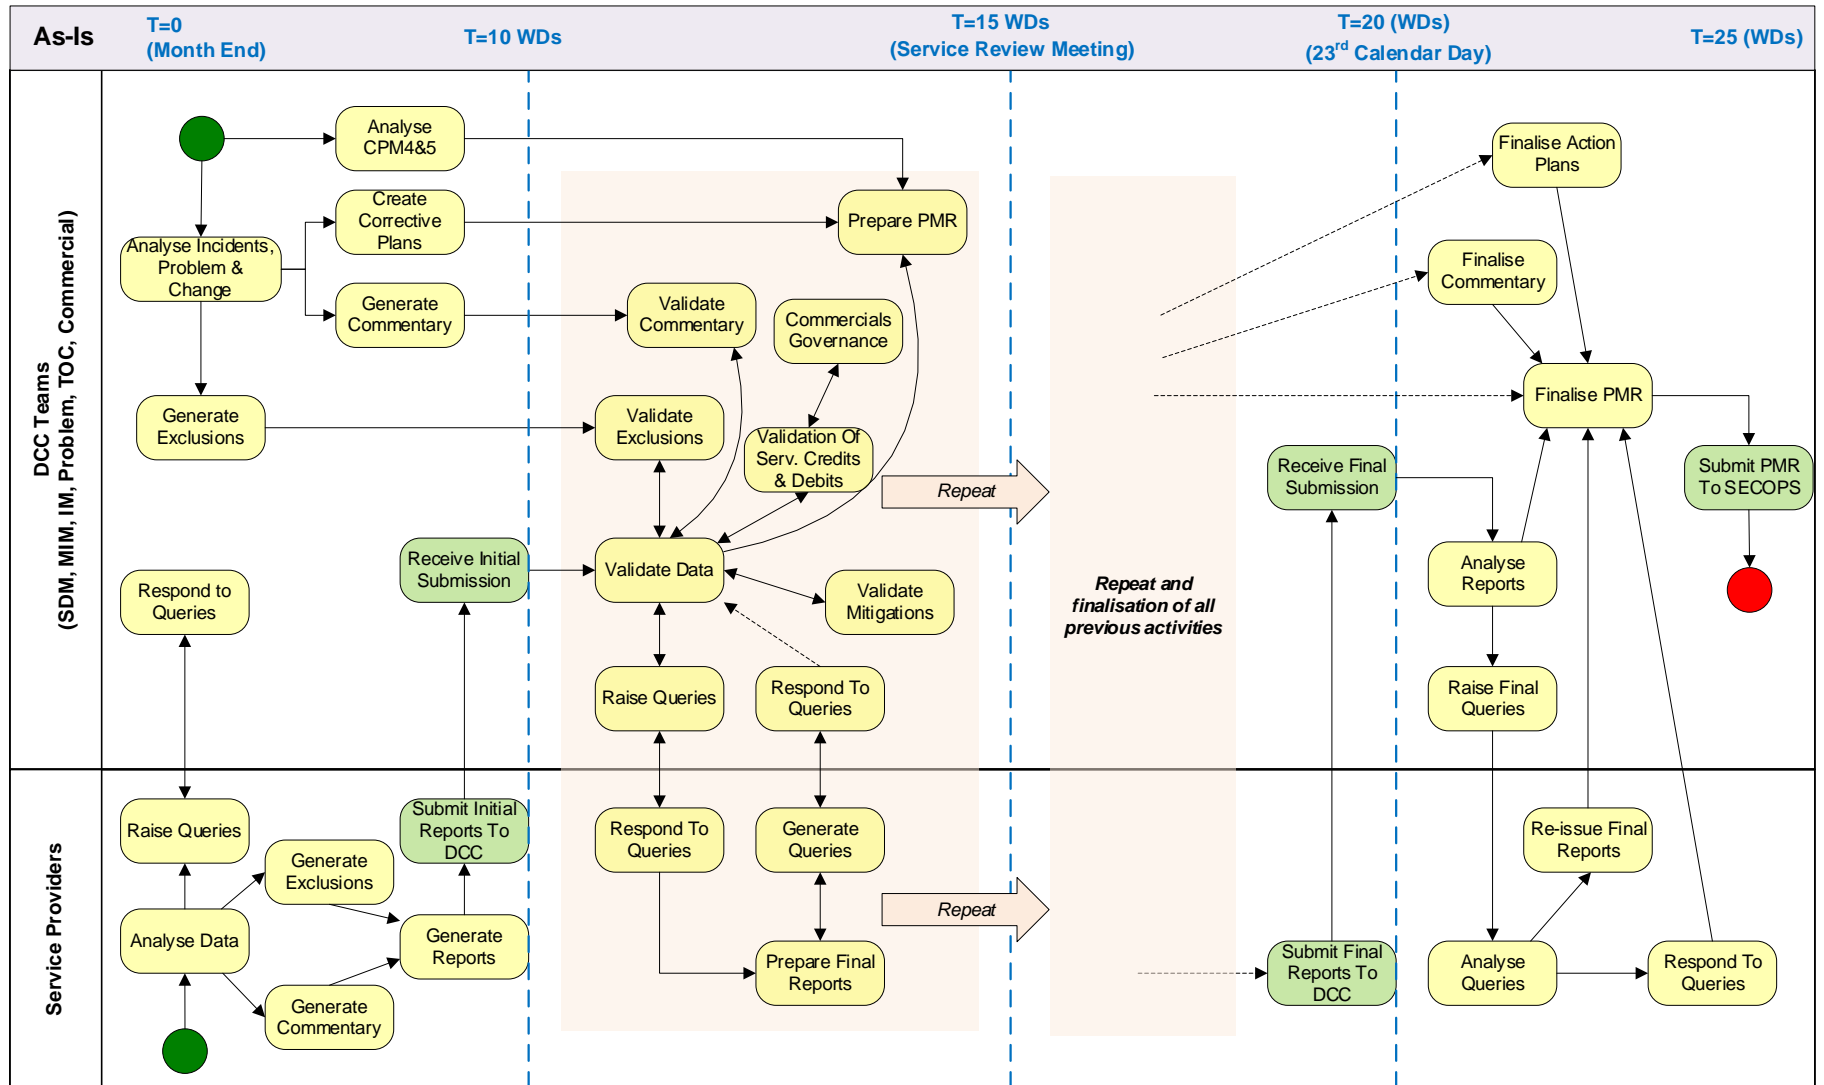 As-Is
T=0
(Month End)
T=10 WDs
T=15 WDs
(Service Review Meeting)
T=20 (WDs)
(23rd Calendar Day)
T=25 (WDs)
DCC Teams
(SDM, MIM, IM, Problem, TOC, Commercial)
Analyse
CPM4&5
Create
Corrective
Plans
Analyse Incidents,
Problem &
Change
Generate
Commentary
Generate
Exclusions
Respond to
Queries
Receive Initial
Submission
Prepare PMR
Validate
Commentary
Commercials
Governance
Validate
Exclusions
Validation Of
Serv. Credits
& Debits
Validate Data
Validate
Mitigations
Raise Queries
Respond To
Queries
Repeat
Repeat and
finalisation of all
previous activities
Finalise Action
Plans
Finalise
Commentary
Finalise PMR
Receive Final
Submission
Submit PMR
To SECOPS
Analyse
Reports
Raise Final
Queries
Service Providers
Raise Queries
Generate
Exclusions
Analyse Data
Generate
Commentary
Submit Initial
Reports To
DCC
Generate
Reports
Respond To
Queries
Generate
Queries
Prepare Final
Reports
Repeat
Submit Final
Reports To
DCC
Re-issue Final
Reports
Analyse
Queries
Respond To
Queries